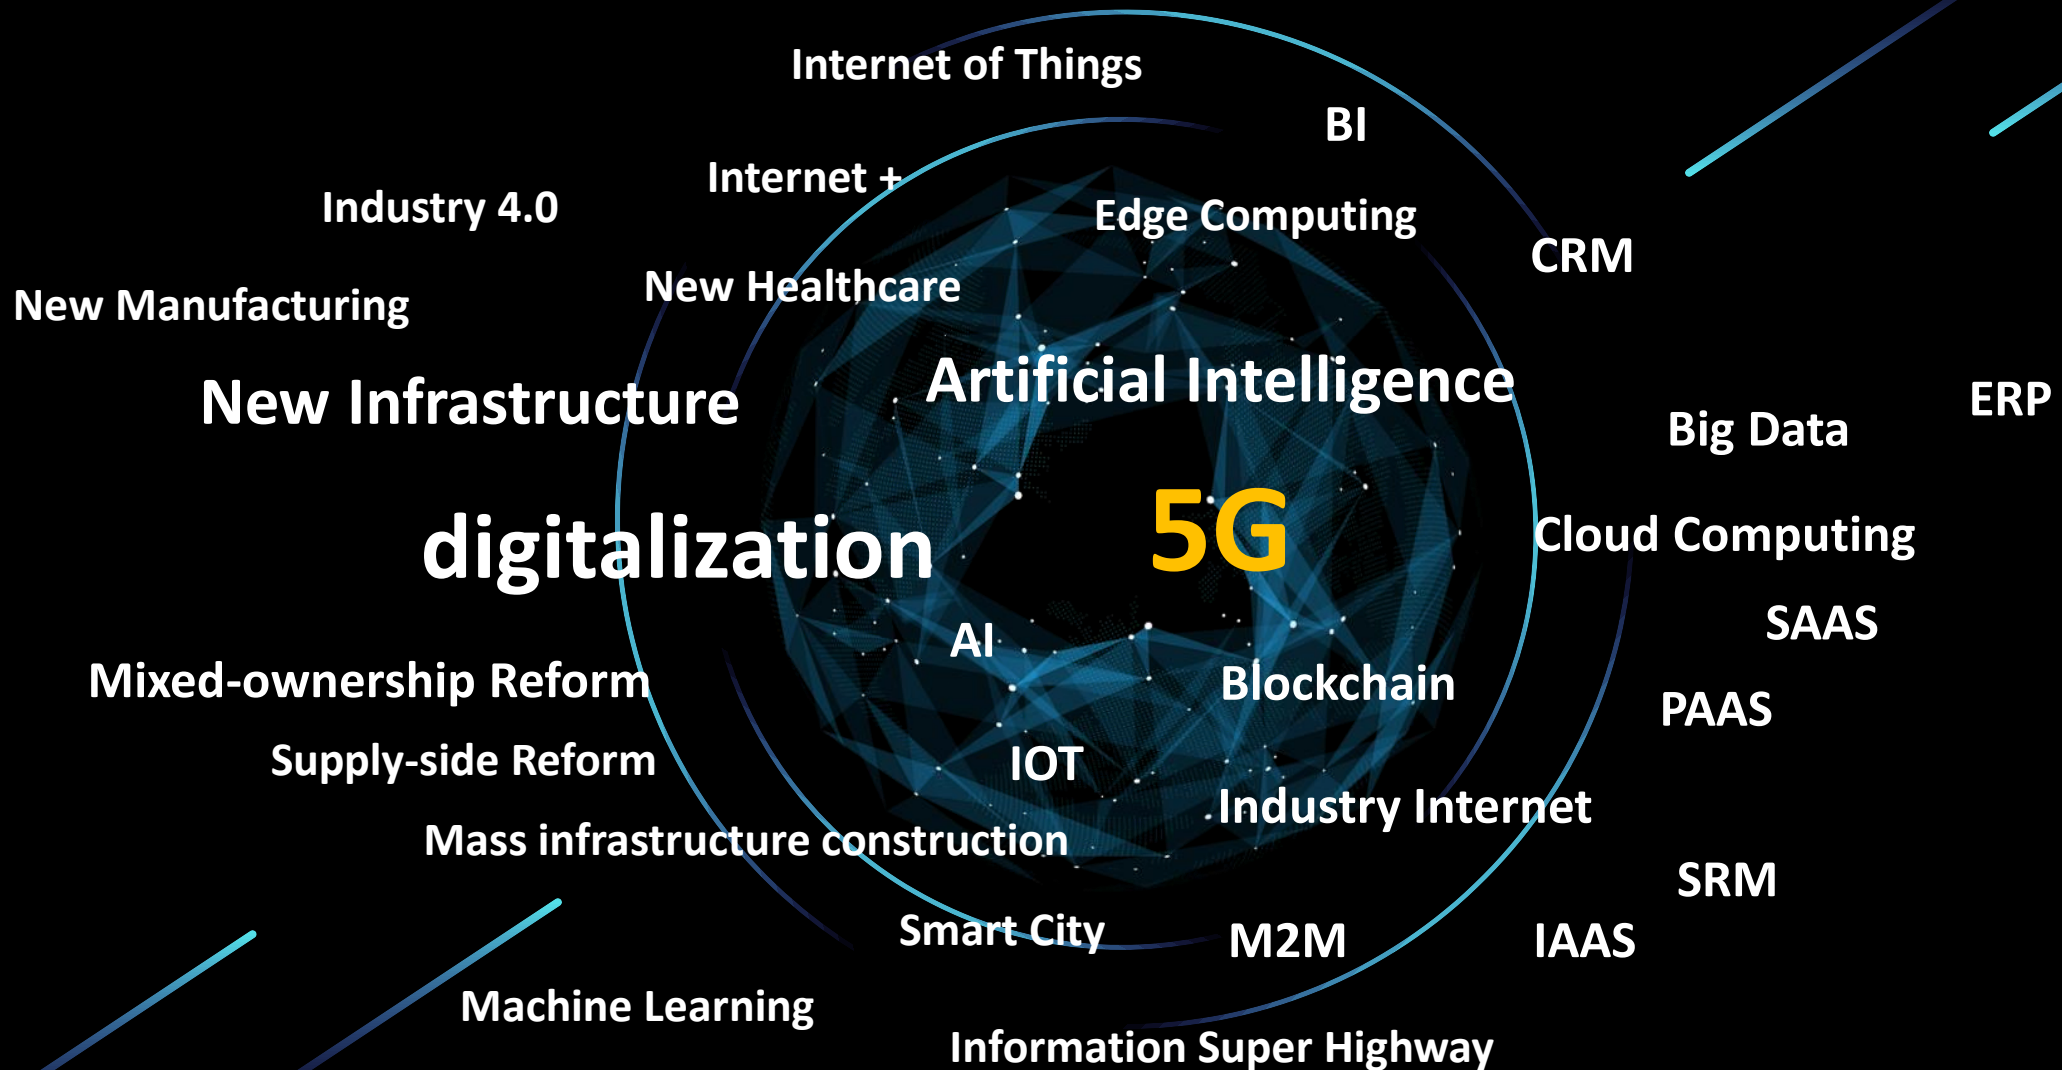 Internet of Things
BI
Internet +
Industry 4.0
Edge Computing
CRM
New Healthcare
New Manufacturing
Artificial Intelligence
New Infrastructure
ERP
Big Data
5G
Cloud Computing
digitalization
SAAS
AI
Mixed-ownership Reform
Blockchain
PAAS
Supply-side Reform
IOT
Industry Internet
Mass infrastructure construction
SRM
Smart City
M2M
IAAS
Machine Learning
Information Super Highway